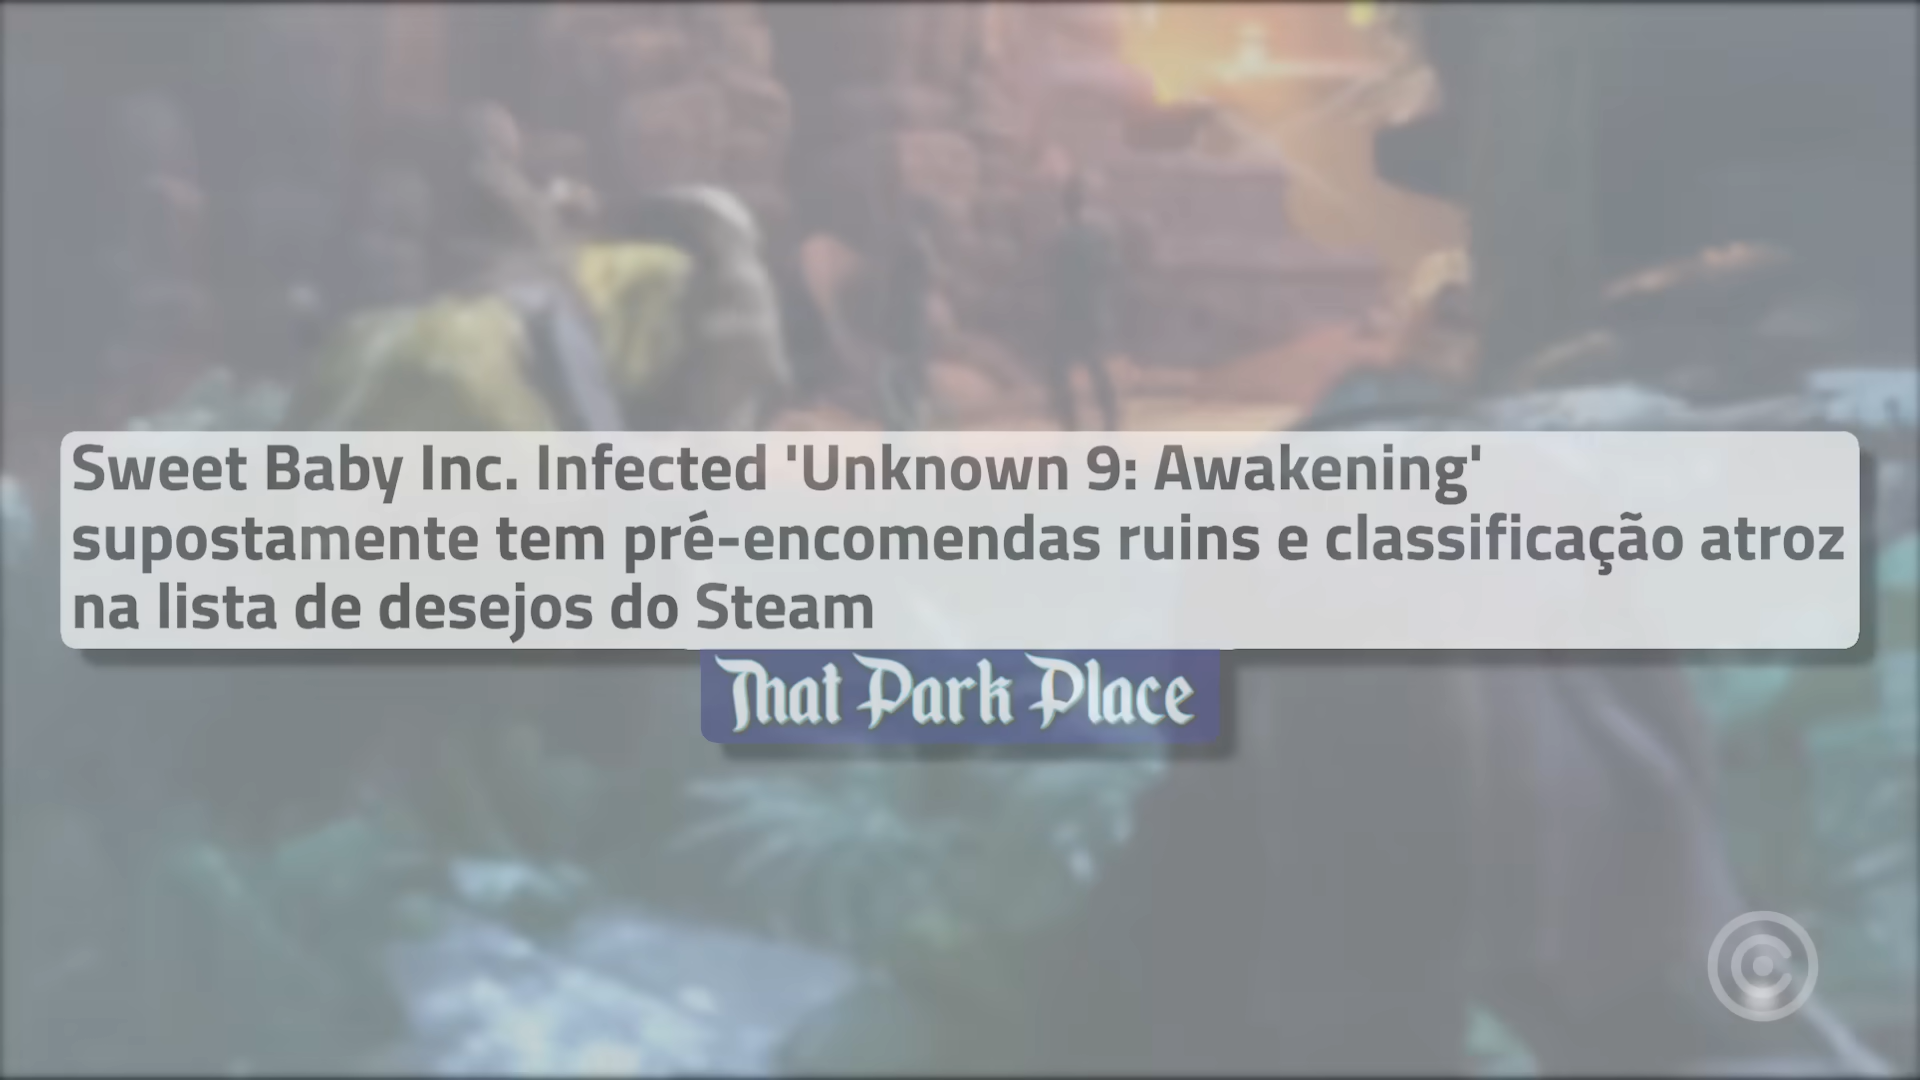 Sweet Baby Inc. Infected 'Unknown 9: Awakening'
supostamente tem pré-encomendas ruins e classificação atroz
na lista de desejos do Steam
That Park Place